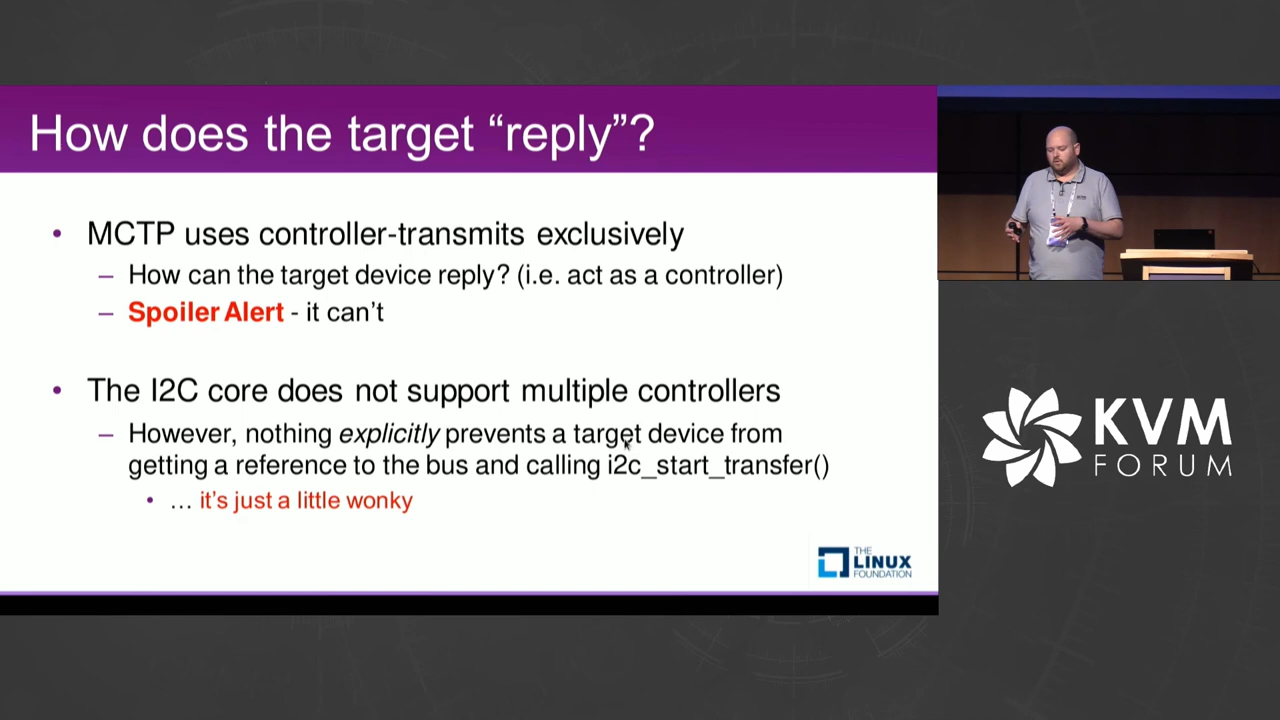 How does the target “reply”?
• MCTP uses controller-transmits exclusively
– How can the target device reply? (i.e. act as a controller)
– Spoiler Alert - it can’t
• The I2C core does not support multiple controllers
– However, nothing explicitly prevents a target device from
getting a reference to the bus and calling i2c_start_transfer()
• … it’s just a little wonky
THE
LINUX
FOUNDATION
KVM
FORUM